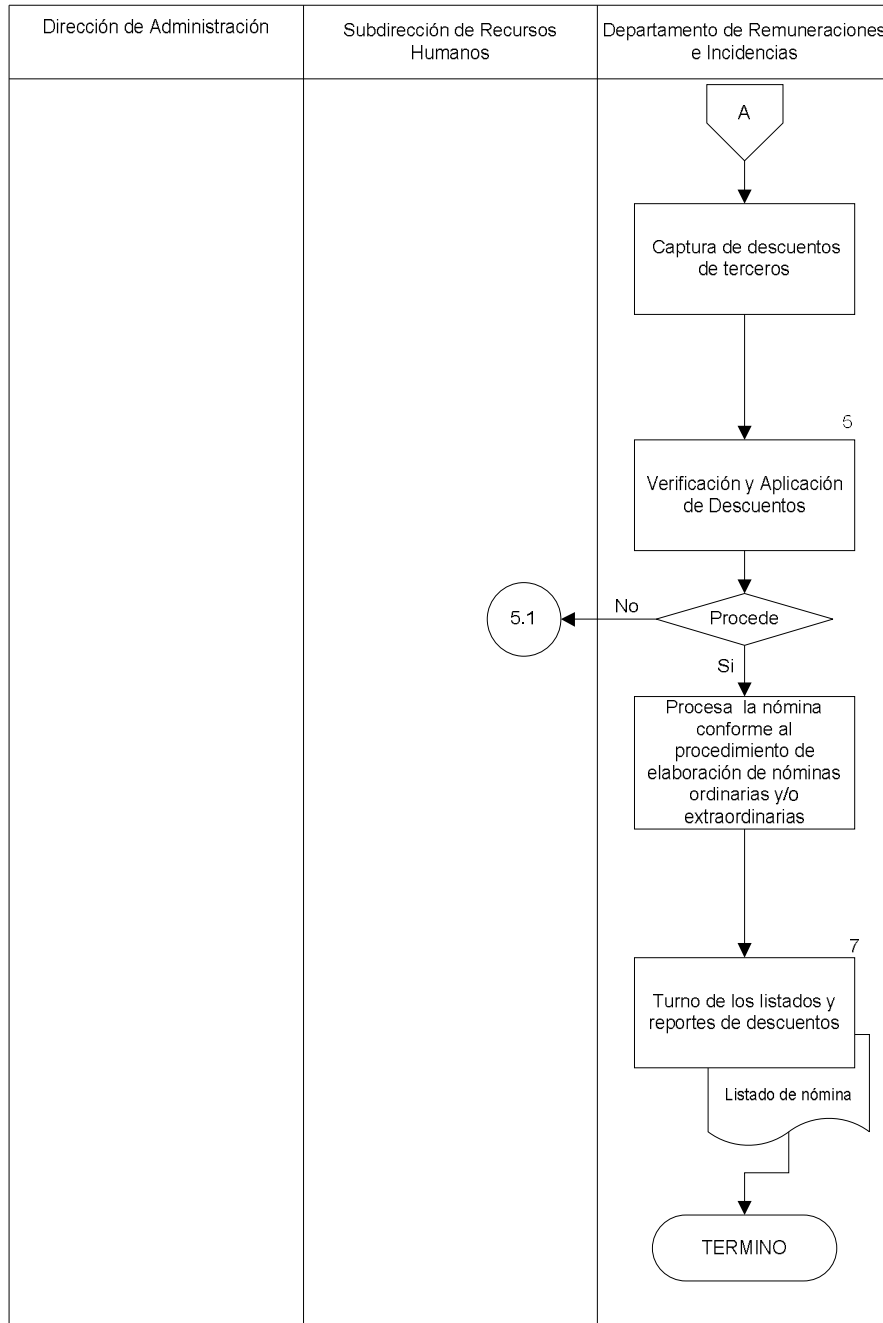 Dirección de Administración
Subdirección de Recursos
Humanos
Departamento de Remuneraciones
e Incidencias
A
Captura de descuentos
de terceros
6
Verificación y Aplicación
de Descuentos
5.1
No
Procede
Si
Procesa la nómina
conforme al
procedimiento de
elaboración de nóminas
ordinarias y/o
extraordinarias
7
Turno de los listados y
reportes de descuentos
Listado de nómina
TERMINO